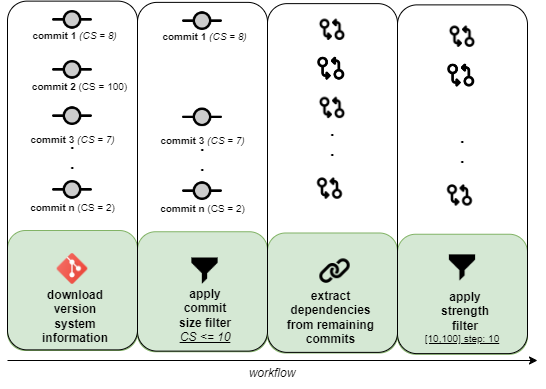 commit 1 (CS = 8)
commit 2 (CS = 100)
commit 3 (CS = 7)
commit n (CS = 2)
download
version
system
information
commit 1 (CS = 8)
commit 3 (CS = 7)
commit n (CS = 2)
apply
commit
size filter
CS <= 10
extract
dependencies
from remaining
commits
apply
strength
filter
[10,100] step: 10
workflow